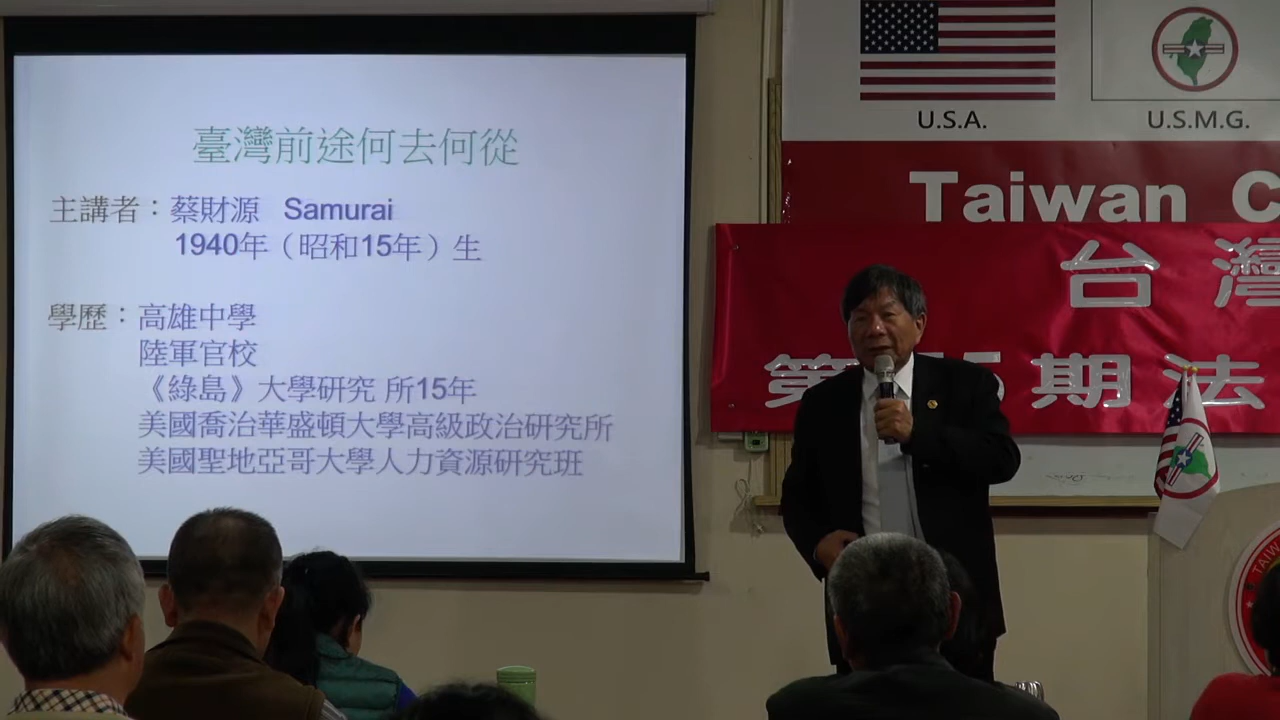 臺灣前途何去何從
主講者：蔡財源 Samurai
1940年（昭和15年）生
學歷：高雄中學
陸軍官校
《綠島》大學研究 所15年
美國喬治華盛頓大學高級政治研究所
美國聖地亞哥大學人力資源研究班
U.S.A.
U.S.M.G.
Taiwan C
台灣
第 5期法
TAIWAN